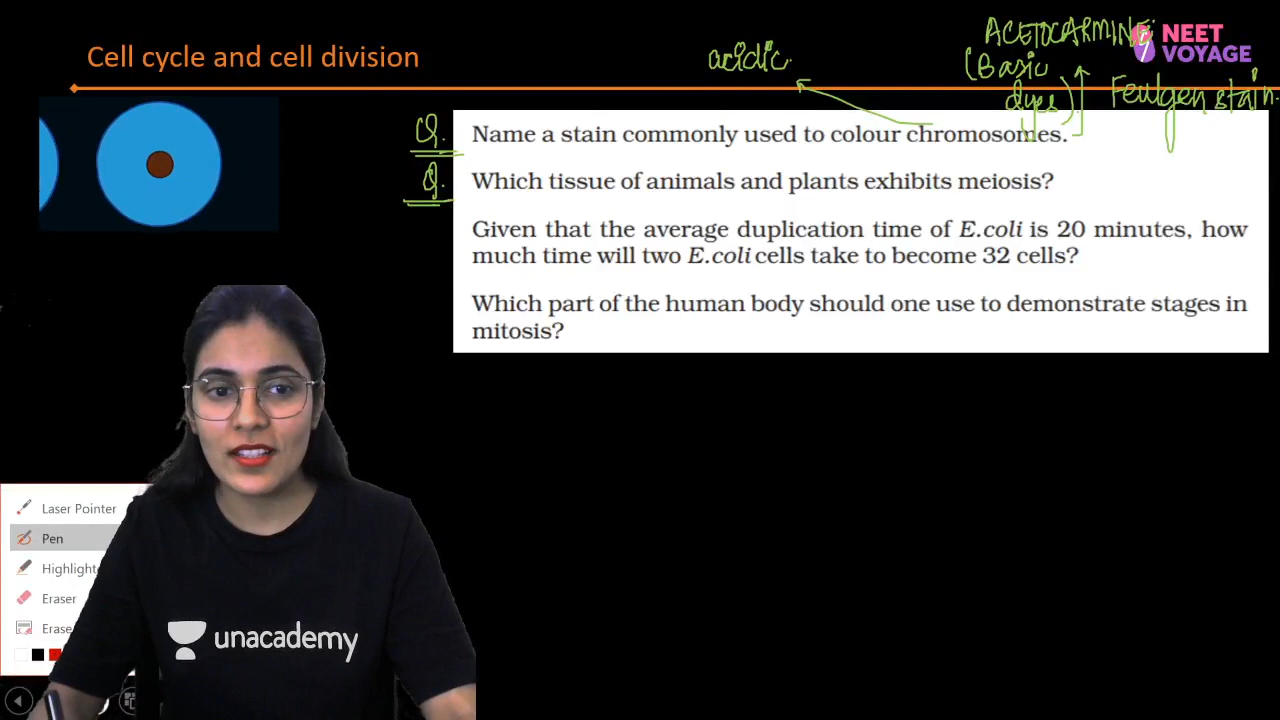 Cell cycle and cell division
acidic
ACETOCARMINE
(Basic
dyes)
Feulgen stain.
NEET
VOYAGE
Q. Name a stain commonly used to colour chromosomes.
Q. Which tissue of animals and plants exhibits meiosis?
Given that the average duplication time of E.coli is 20 minutes, how
much time will two E.coli cells take to become 32 cells?
Which part of the human body should one use to demonstrate stages in
mitosis?
Laser Pointer
Pen
Highlight
Eraser
Erase
unacademy